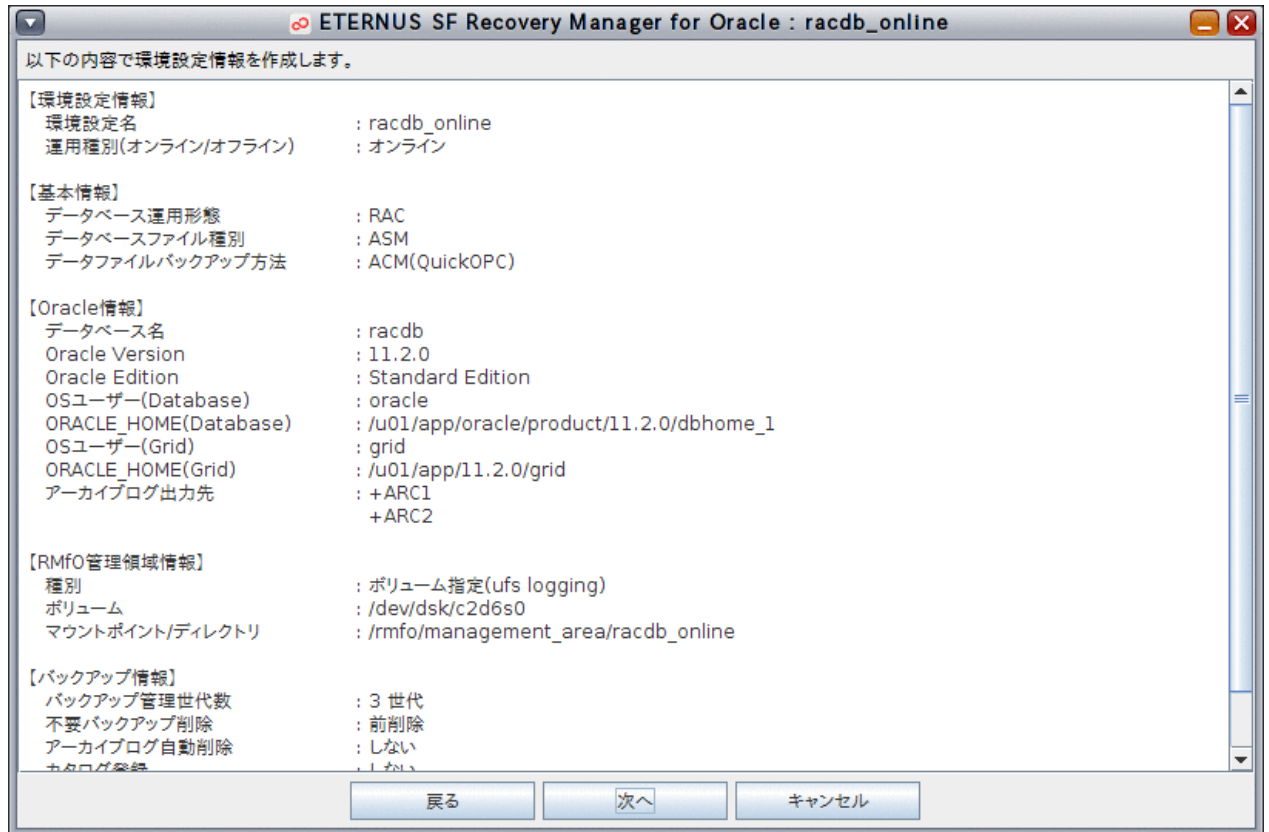 ETERNUS SF Recovery Manager for Oracle : racdb_online
以下の内容で環境設定情報を作成します。
【環境設定情報】
環境設定名 : racdb_online
運用種別(オンライン/オフライン) : オンライン
【基本情報】
データベース運用形態 : RAC
データベースファイル種別 : ASM
データファイルバックアップ方法 : ACM(QuickOPC)
【Oracle情報】
データベース名 : racdb
Oracle Version : 11.2.0
Oracle Edition : Standard Edition
OSユーザー(Database) : oracle
ORACLE_HOME(Database) : /u01/app/oracle/product/11.2.0/dbhome_1
OSユーザー(Grid) : grid
ORACLE_HOME(Grid) : /u01/app/11.2.0/grid
アーカイブログ出力先 : +ARC1
+ARC2
【RMfO管理領域情報】
種別 : ボリューム指定(ufs logging)
ボリューム : /dev/dsk/c2d6s0
マウントポイント/ディレクトリ : /rmfo/management_area/racdb_online
【バックアップ情報】
バックアップ管理世代数 : 3 世代
不要バックアップ削除 : 前削除
アーカイブログ自動削除 : しない
カタログ登録 : しない
戻る 次へ キャンセル